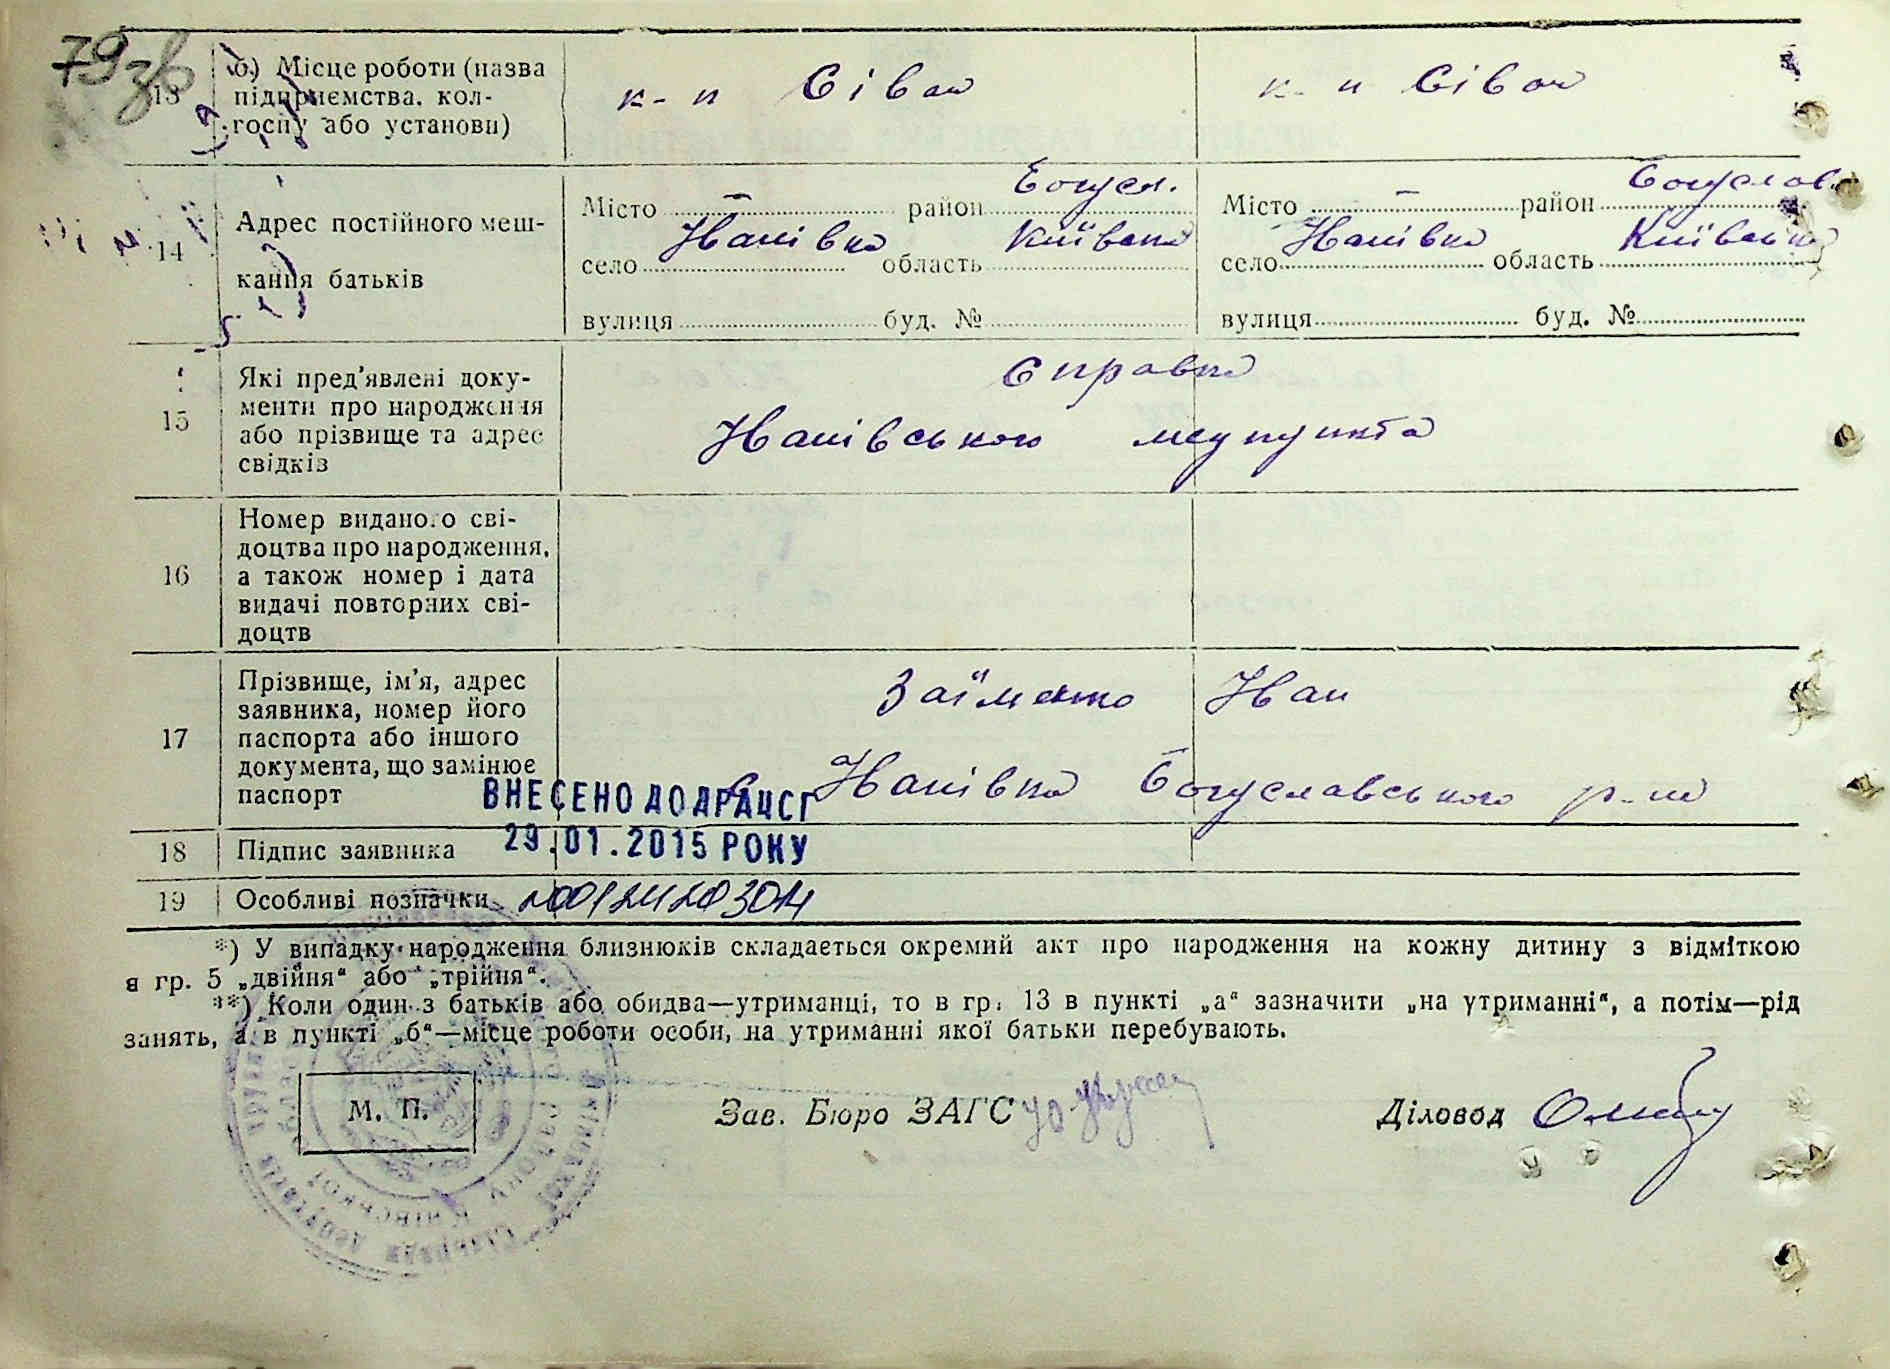 79зв
13 б) Місце роботи (назва підприємства, кол-
госпу або установи)
к-п Сівач
к-п Сівач
14 Адрес постійного меш-
кання батьків
Місто – район Богусл.
село Іванівка область Київська
вулиця буд. №
Місто – район Богуслав.
село Іванівка область Київська
вулиця буд. №
15 Які пред'явлені доку-
менти про народження
або прізвище та адрес
свідків
Справка
Іванівського медпункта
16 Номер виданого сві-
доцтва про народження,
а також номер і дата
видачі повторних сві-
доцтв
17 Прізвище, ім'я, адрес
заявника, номер його
паспорта або іншого
документа, що замінює
паспорт
Іван
с Іванівка Богуславського р-на
ВНЕСЕНО ДО ДРАЦСГ
29.01.2015 РОКУ
18 Підпис заявника
19 Особливі позначки
*) У випадку народження близнюків складається окремий акт про народження на кожну дитину з відміткою
в гр. 5 „двійня“ або „трійня“.
**) Коли один з батьків або обидва—утриманці, то в гр. 13 в пункті „а“ зазначити „на утриманні“, а потім—рід
занять, а в пункті „б“—місце роботи особи, на утриманні якої батьки перебувають.
М. П.
Зав. Бюро ЗАГС
Діловод